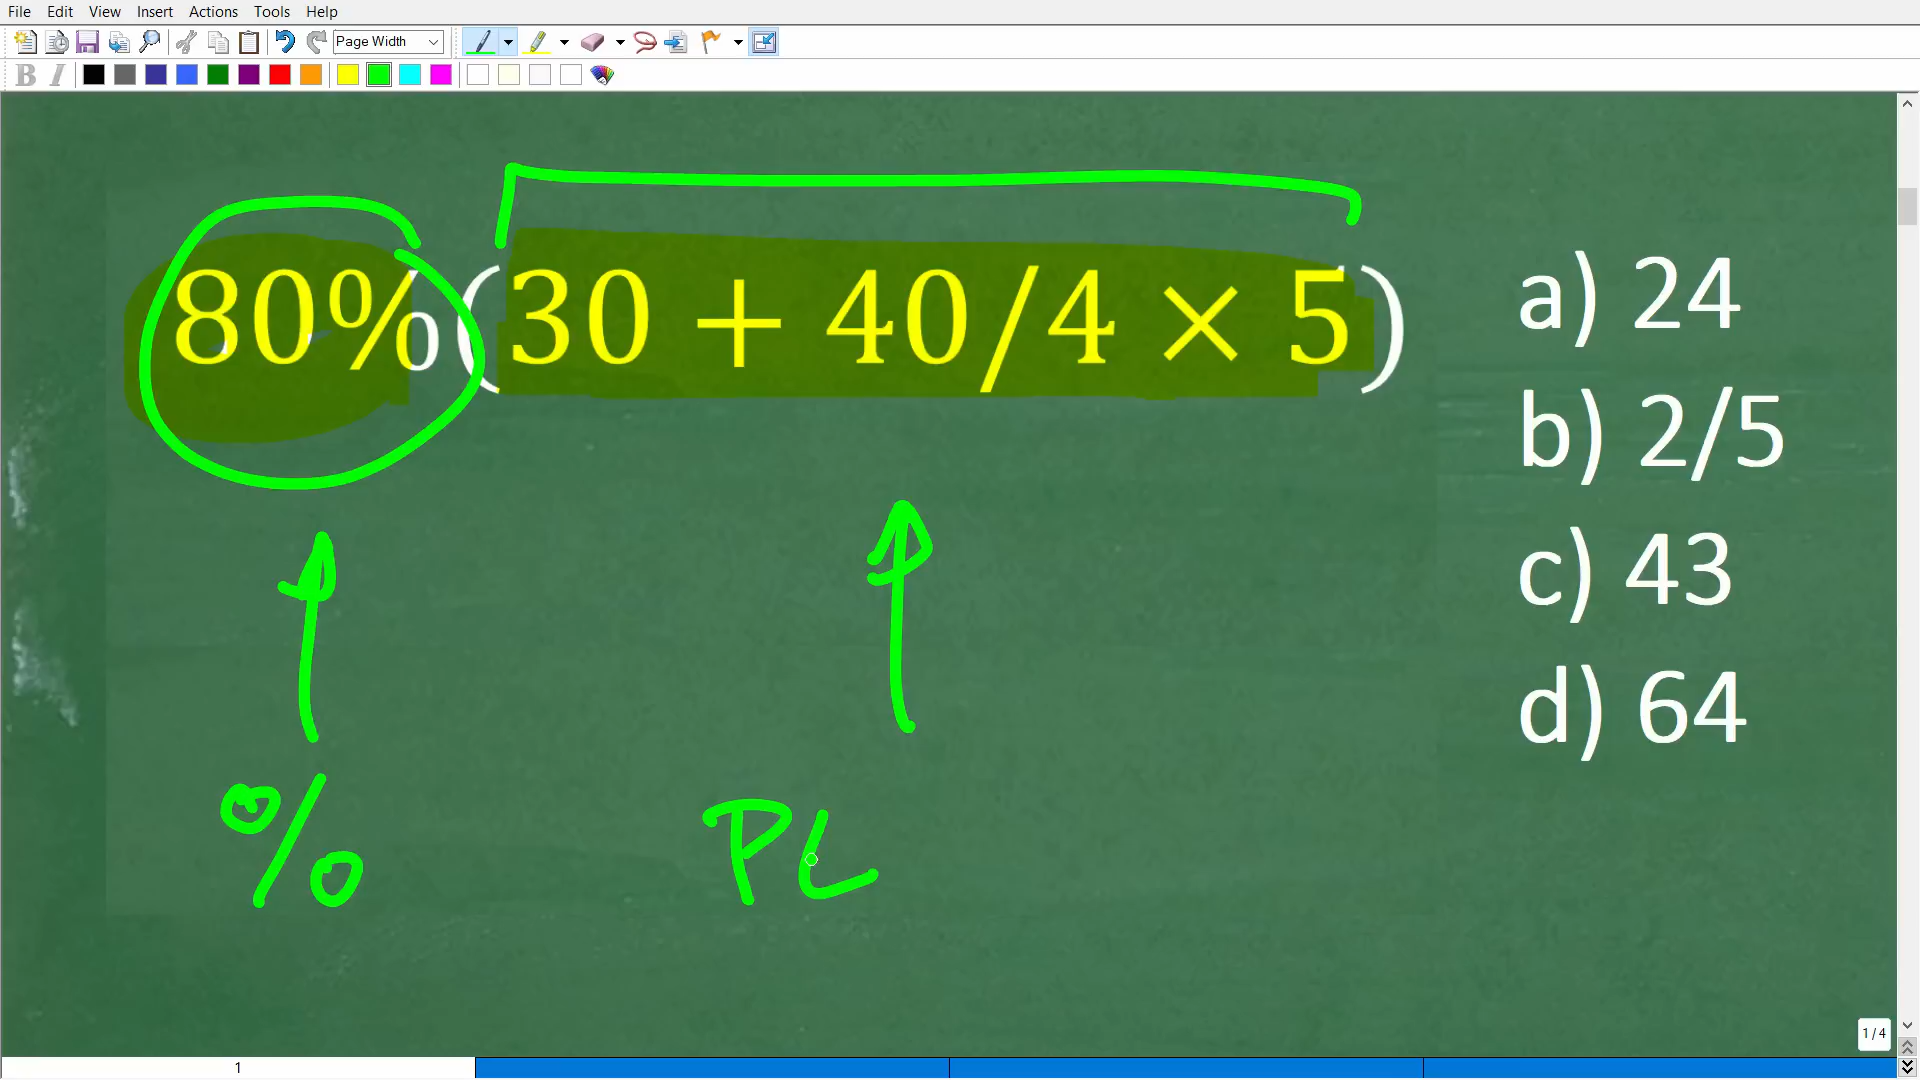 File Edit View Insert Actions Tools Help
Page Width
B I
80%(30 + 40/4 × 5)
a) 24
b) 2/5
c) 43
d) 64
%
PL
1 / 4
1